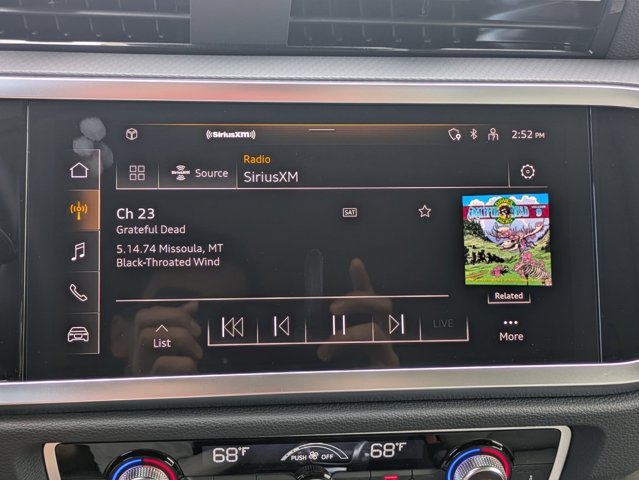 ((SiriusXM))
2:52 PM
SiriusXM
Source
Radio
SiriusXM
Ch 23
SAT
Grateful Dead
5.14.74 Missoula, MT
Black-Throated Wind
Related
List
LIVE
More
68°F
PUSH OFF
68°F